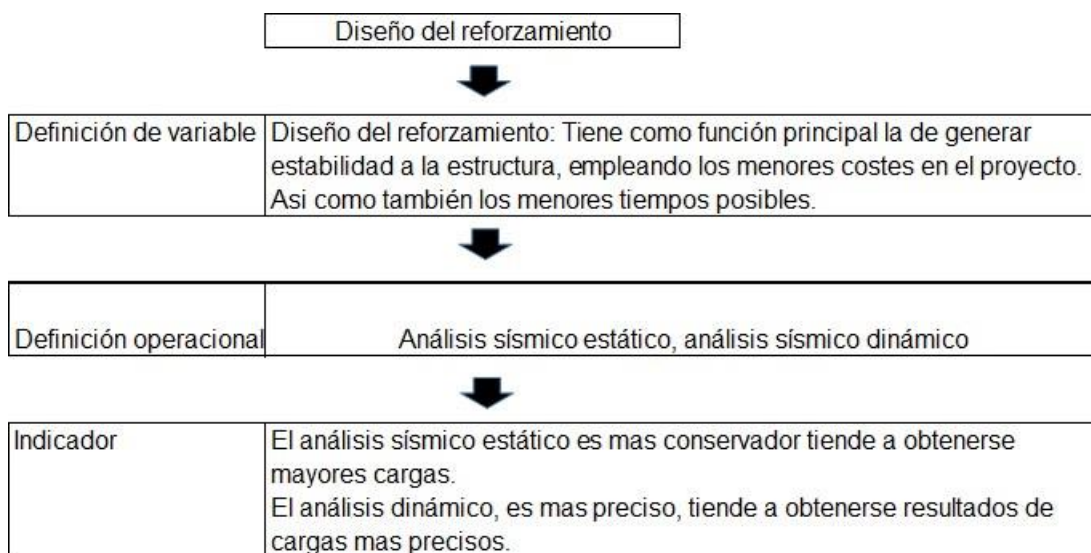 Diseño del reforzamiento
Definición de variable
Diseño del reforzamiento: Tiene como función principal la de generar
estabilidad a la estructura, empleando los menores costes en el proyecto.
Asi como también los menores tiempos posibles.
Definición operacional
Análisis sísmico estático, análisis sísmico dinámico
Indicador
El análisis sísmico estático es mas conservador tiende a obtenerse
mayores cargas.
El análisis dinámico, es mas preciso, tiende a obtenerse resultados de
cargas mas precisos.